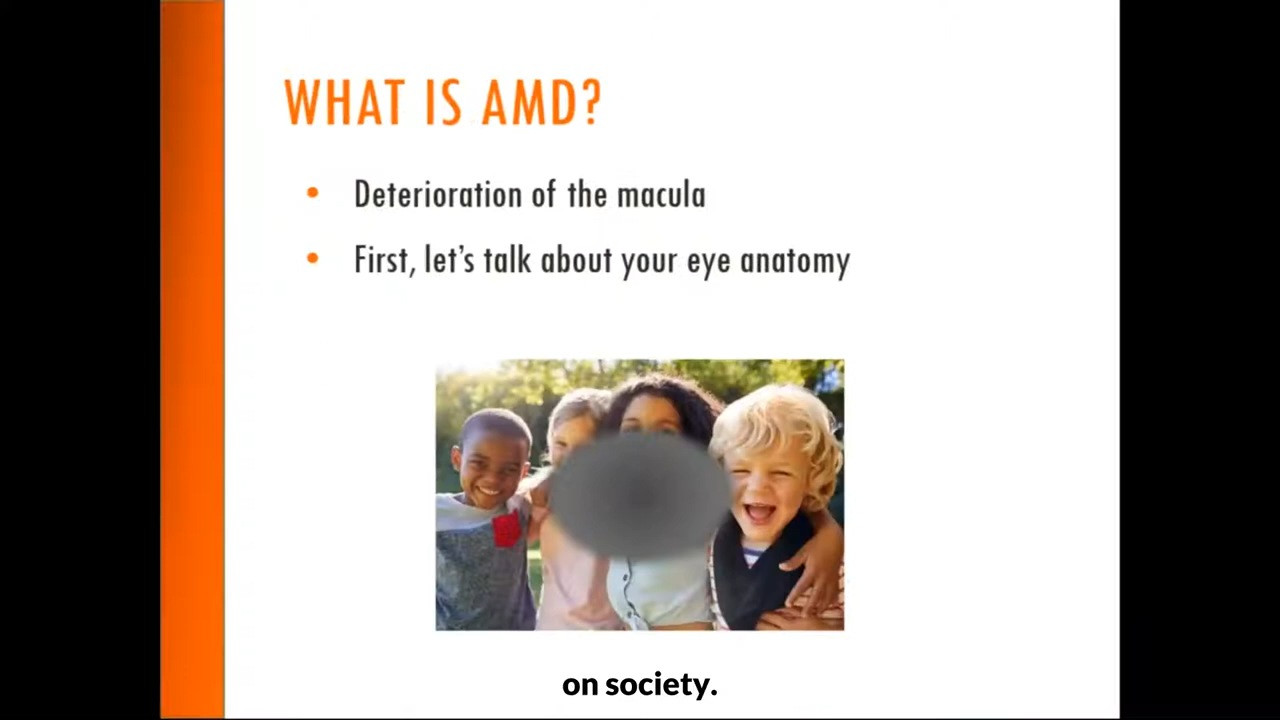 WHAT IS AMD?
• Deterioration of the macula
• First, let's talk about your eye anatomy
on society.